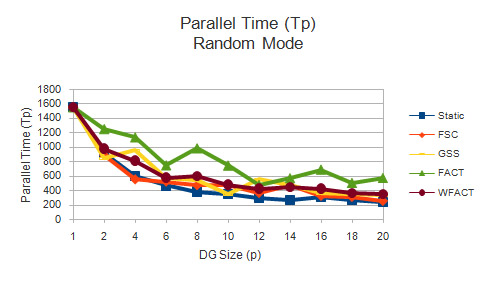 Parallel Time (Tp)
Random Mode
Parallel Time (Tp)
1800
1600
1400
1200
1000
800
600
400
200
0
1 2 4 6 8 10 12 14 16 18 20
DG Size (p)
Static
FSC
GSS
FACT
WFACT